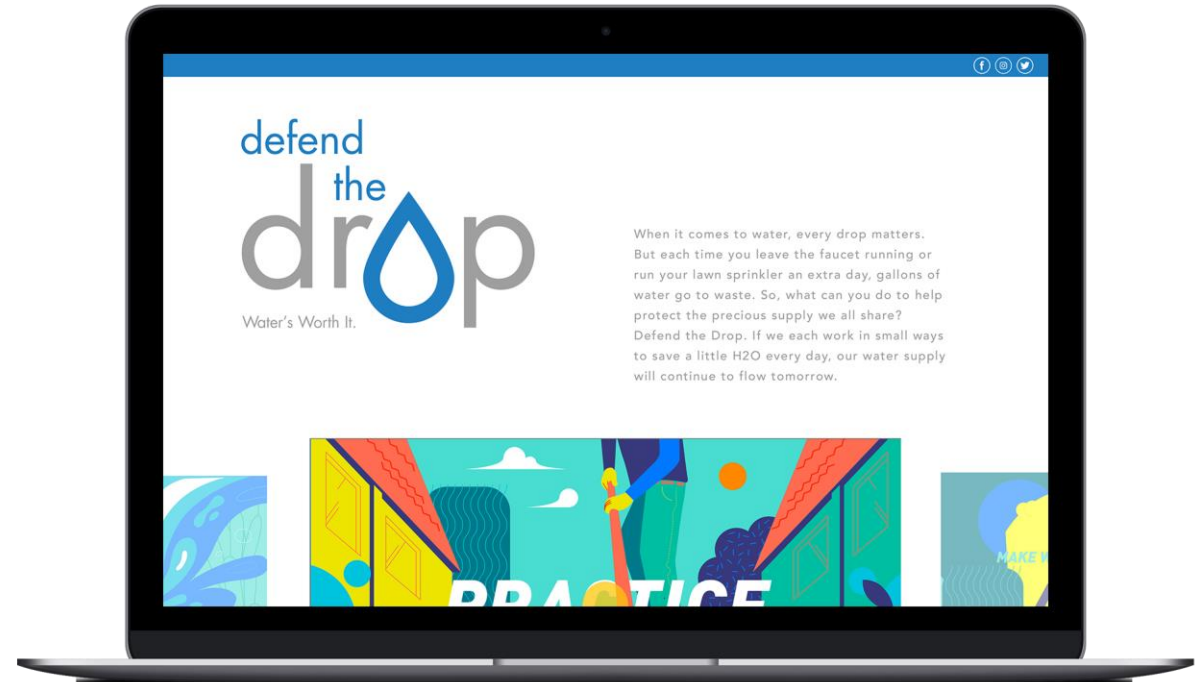 defend
the
drop
Water's Worth It.
When it comes to water, every drop matters.
But each time you leave the faucet running or
run your lawn sprinkler an extra day, gallons of
water go to waste. So, what can you do to help
protect the precious supply we all share?
Defend the Drop. If we each work in small ways
to save a little H2O every day, our water supply
will continue to flow tomorrow.
PRACTICE
MAKE